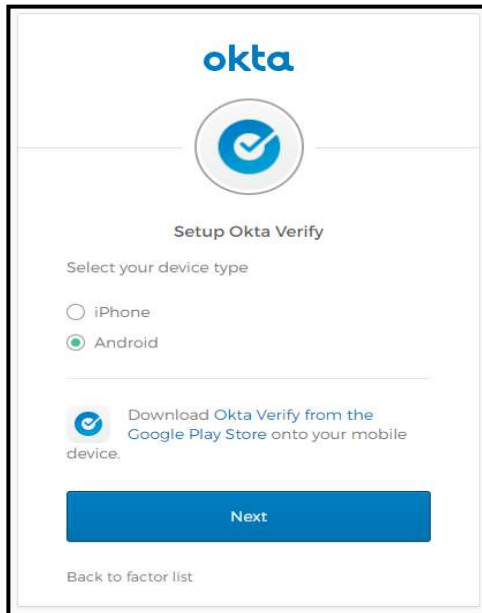 okta
Setup Okta Verify
Select your device type
iPhone
Android
Download Okta Verify from the
Google Play Store onto your mobile
device.
Next
Back to factor list